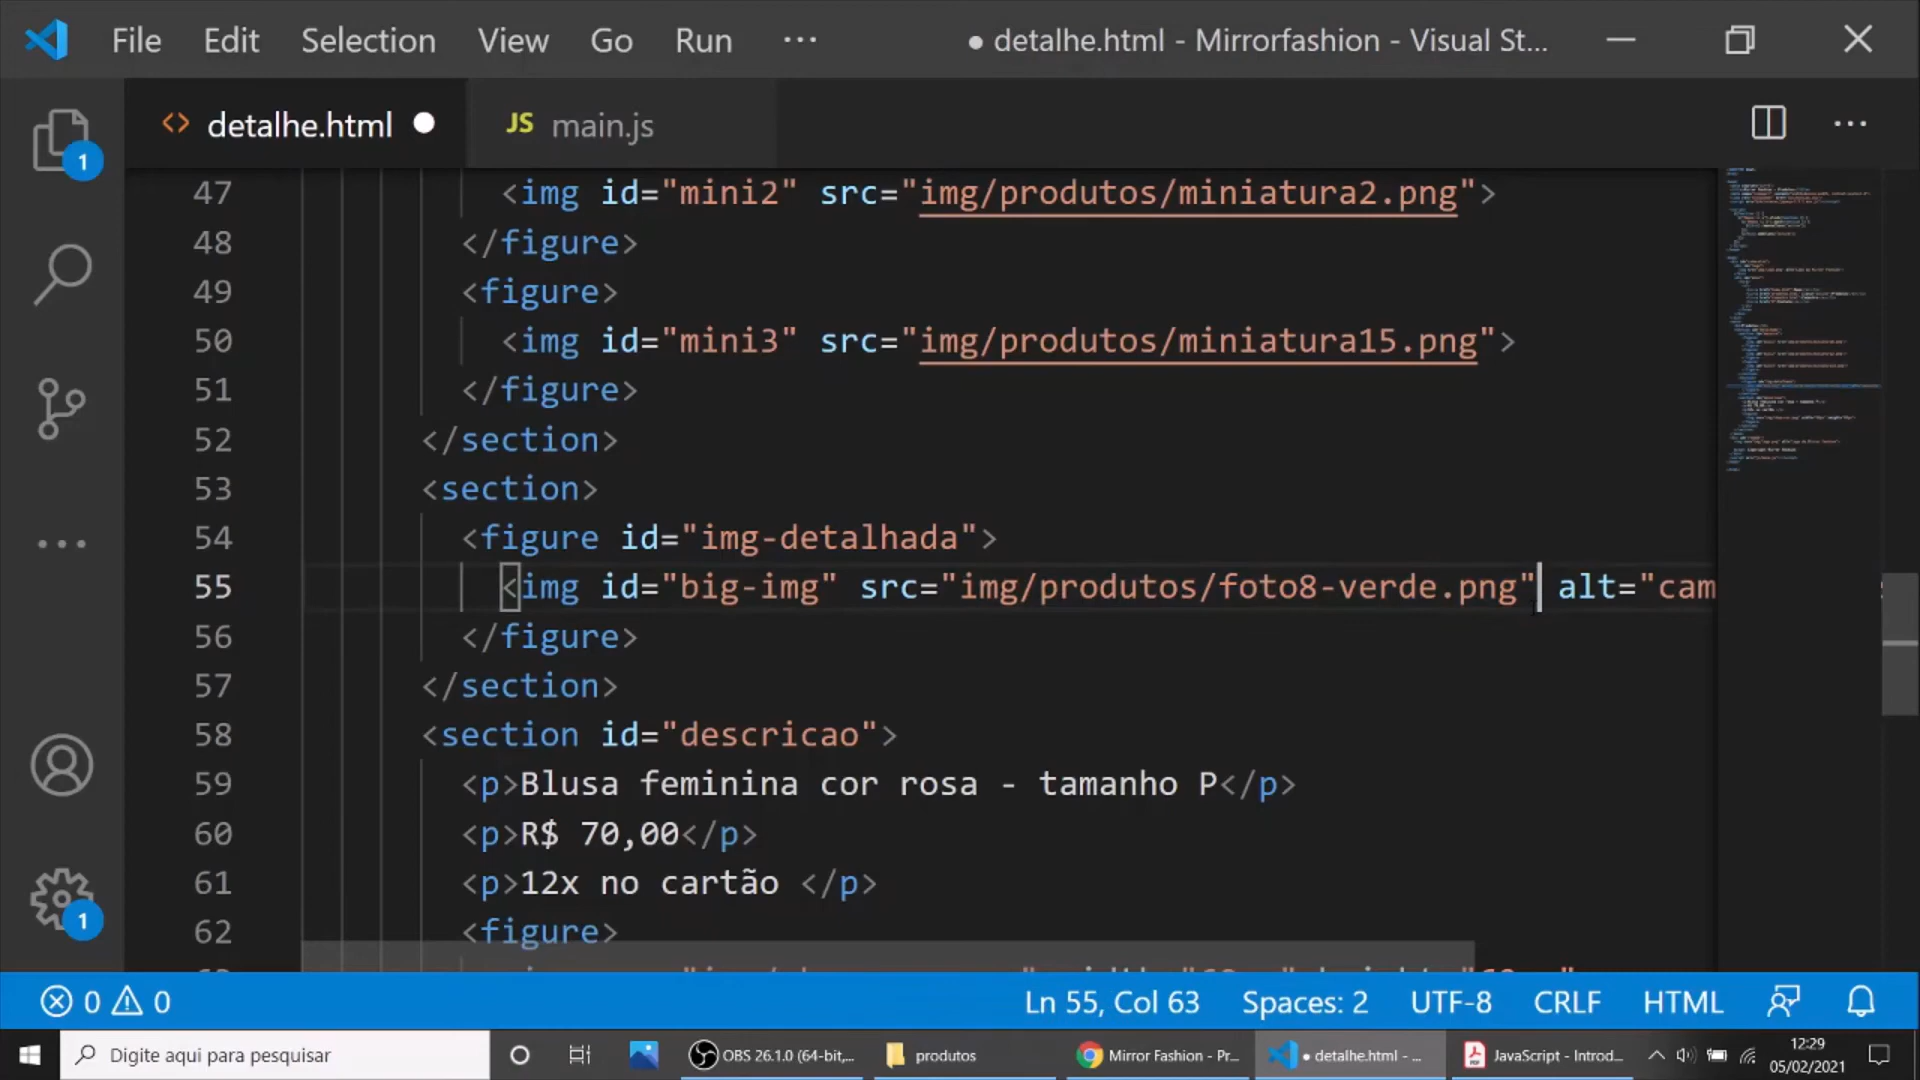 File Edit Selection View Go Run ··· ● detalhe.html - Mirrorfashion - Visual St...
<> detalhe.html ● JS main.js ···
47 <img id="mini2" src="img/produtos/miniatura2.png">
48 </figure>
49 <figure>
50 <img id="mini3" src="img/produtos/miniatura15.png">
51 </figure>
52 </section>
53 <section>
54 <figure id="img-detalhada">
55 <img id="big-img" src="img/produtos/foto8-verde.png" alt="cam
56 </figure>
57 </section>
58 <section id="descricao">
59 <p>Blusa feminina cor rosa - tamanho P</p>
60 <p>R$ 70,00</p>
61 <p>12x no cartão </p>
62 <figure>
1
1
0 0 Ln 55, Col 63 Spaces: 2 UTF-8 CRLF HTML
Digite aqui para pesquisar OBS 26.1.0 (64-bit,... produtos Mirror Fashion - Pr... ● detalhe.html - ... JavaScript - Introd... 12:29
05/02/2021